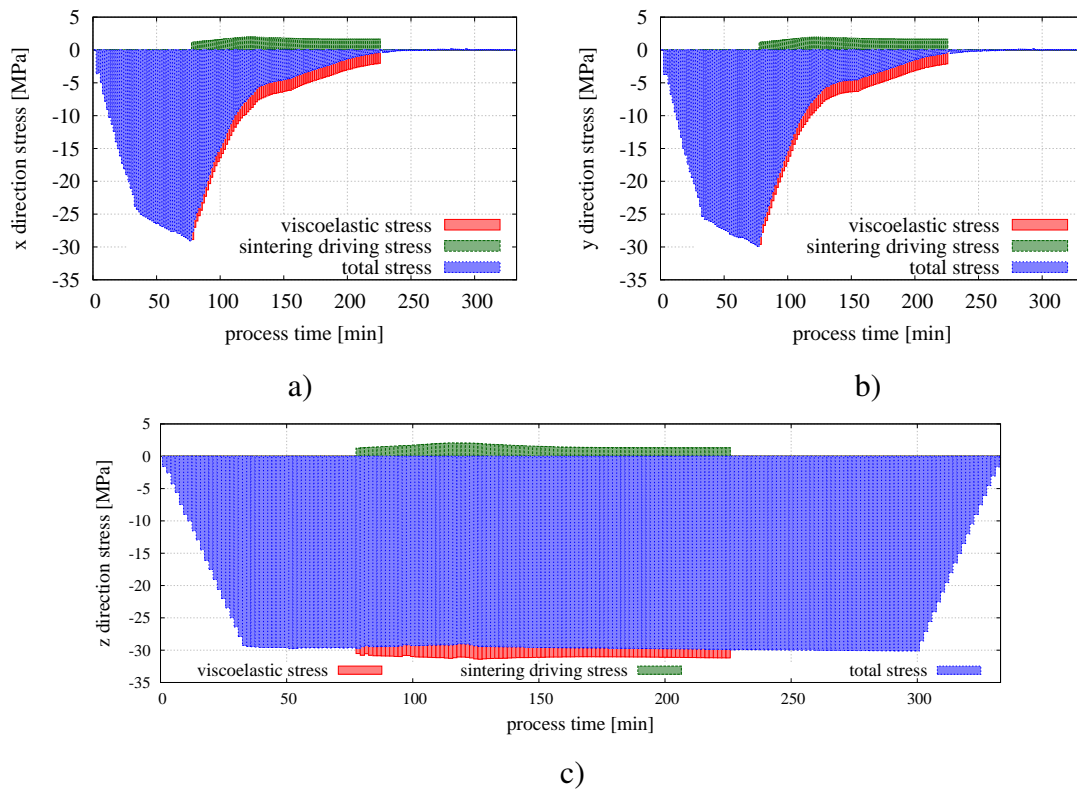 5
0
-5
-10
-15
-20
-25
-30
-35
x direction stress [MPa]
viscoelastic stress
sintering driving stress
total stress
0 50 100 150 200 250 300
process time [min]
a)
5
0
-5
-10
-15
-20
-25
-30
-35
y direction stress [MPa]
viscoelastic stress
sintering driving stress
total stress
0 50 100 150 200 250 300
process time [min]
b)
5
0
-5
-10
-15
-20
-25
-30
-35
z direction stress [MPa]
viscoelastic stress sintering driving stress total stress
0 50 100 150 200 250 300
process time [min]
c)